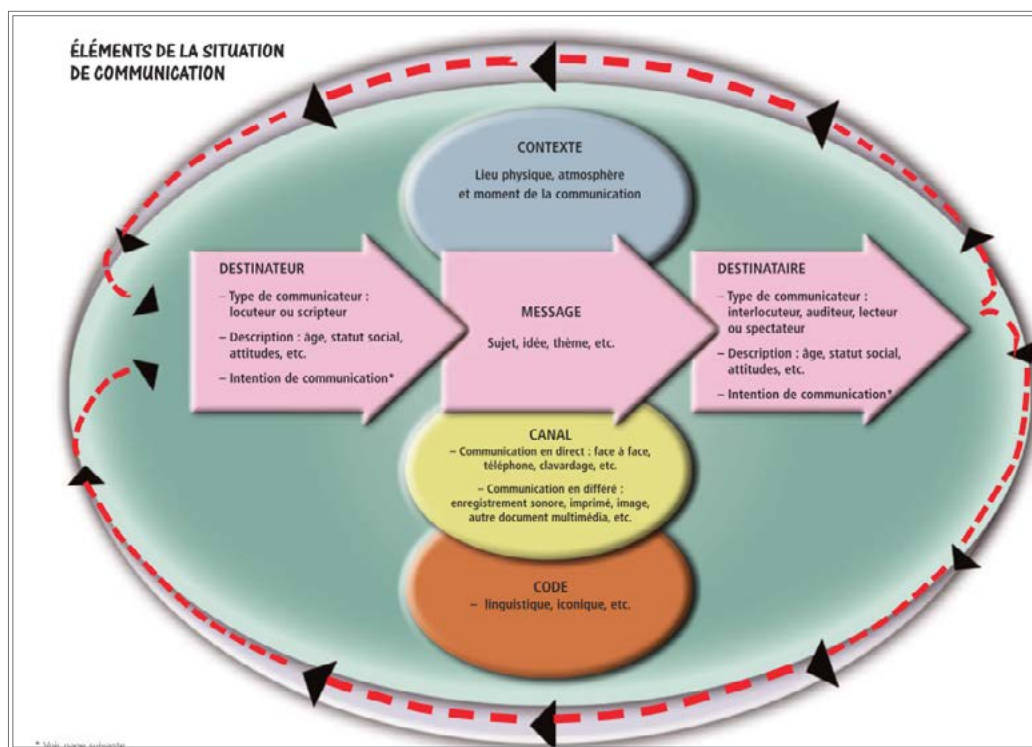 ÉLÉMENTS DE LA SITUATION
DE COMMUNICATION
CONTEXTE
Lieu physique, atmosphère
et moment de la communication
DESTINATEUR
– Type de communicateur :
locuteur ou scripteur
– Description : âge, statut social,
attitudes, etc.
– Intention de communication*
MESSAGE
Sujet, idée, thème, etc.
DESTINATAIRE
– Type de communicateur :
interlocuteur, auditeur, lecteur
ou spectateur
– Description : âge, statut social,
attitudes, etc.
– Intention de communication*
CANAL
– Communication en direct : face à face,
téléphone, clavardage, etc.
– Communication en différé :
enregistrement sonore, imprimé, image,
autre document multimédia, etc.
CODE
– linguistique, iconique, etc.
* Voir page suivante